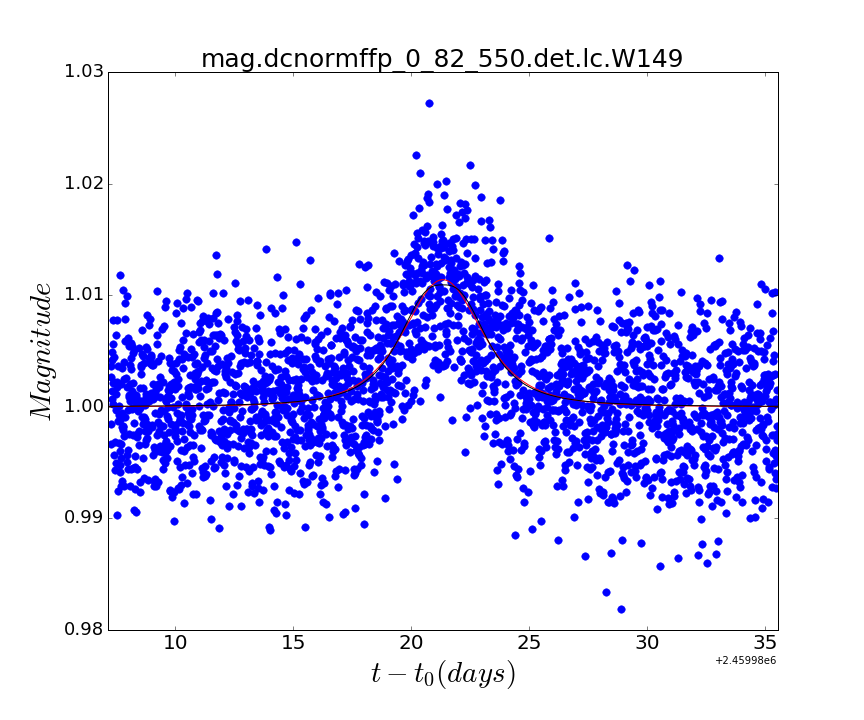 mag.dcnormffp_0_82_550.det.lc.W149
1.03
1.02
1.01
1.00
0.99
0.98
Magnitude
10 15 20 25 30 35
+2.45998e6
t − t₀(days)